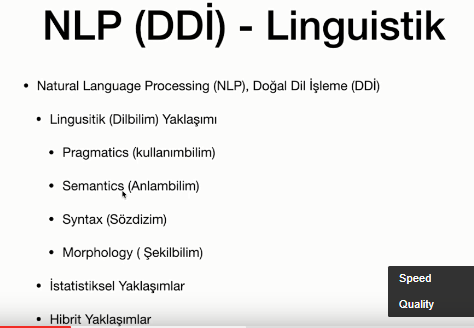 NLP (DDİ) - Linguistik
• Natural Language Processing (NLP), Doğal Dil İşleme (DDİ)
• Lingusitik (Dilbilim) Yaklaşımı
• Pragmatics (kullanımbilim)
• Semantics (Anlambilim)
• Syntax (Sözdizim)
• Morphology ( Şekilbilim)
• İstatistiksel Yaklaşımlar
• Hibrit Yaklaşımlar
Speed
Quality